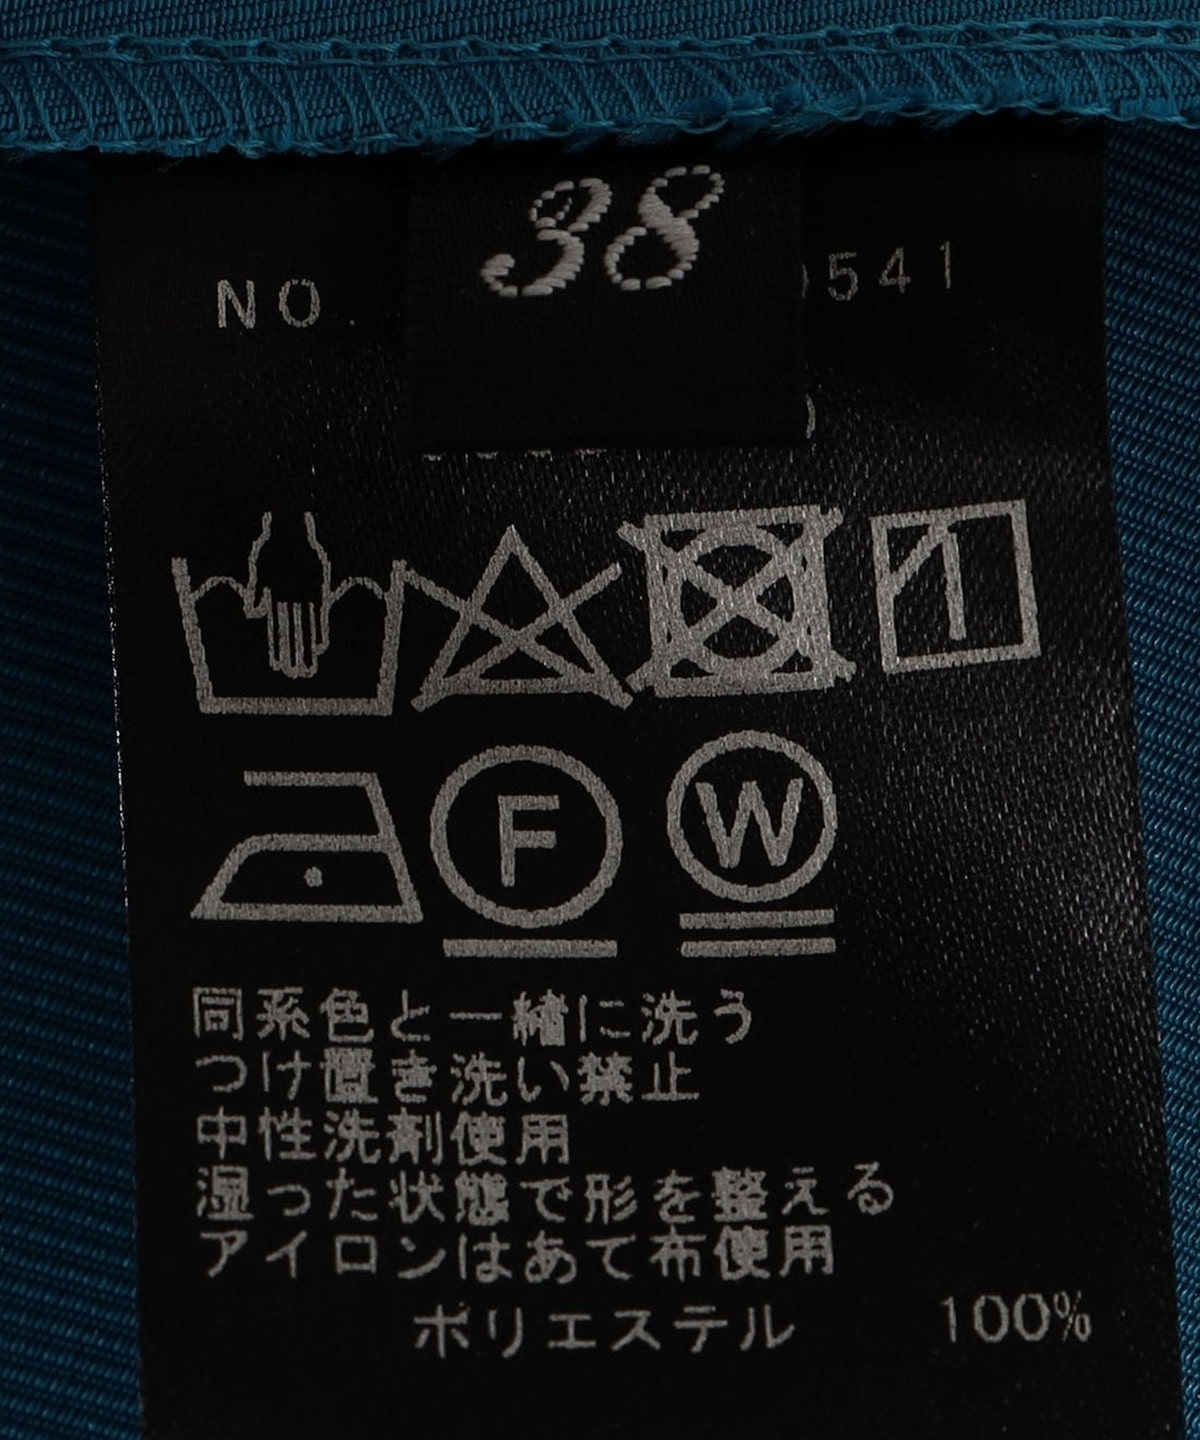 38
NO. 541
F
W
同系色と一緒に洗う
つけ置き洗い禁止
中性洗剤使用
湿った状態で形を整える
アイロンはあて布使用
ポリエステル 100%